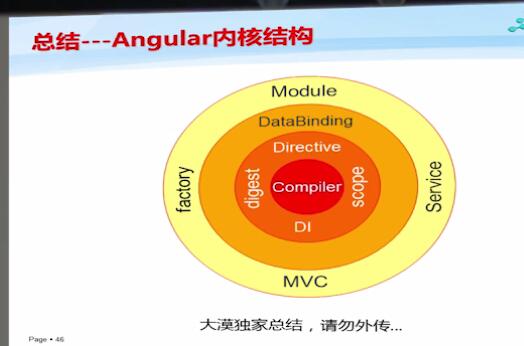 总结---Angular内核结构
Module
DataBinding
Directive
factory
digest
Compiler
scope
Service
DI
MVC
大漠独家总结，请勿外传...
Page ▪ 46